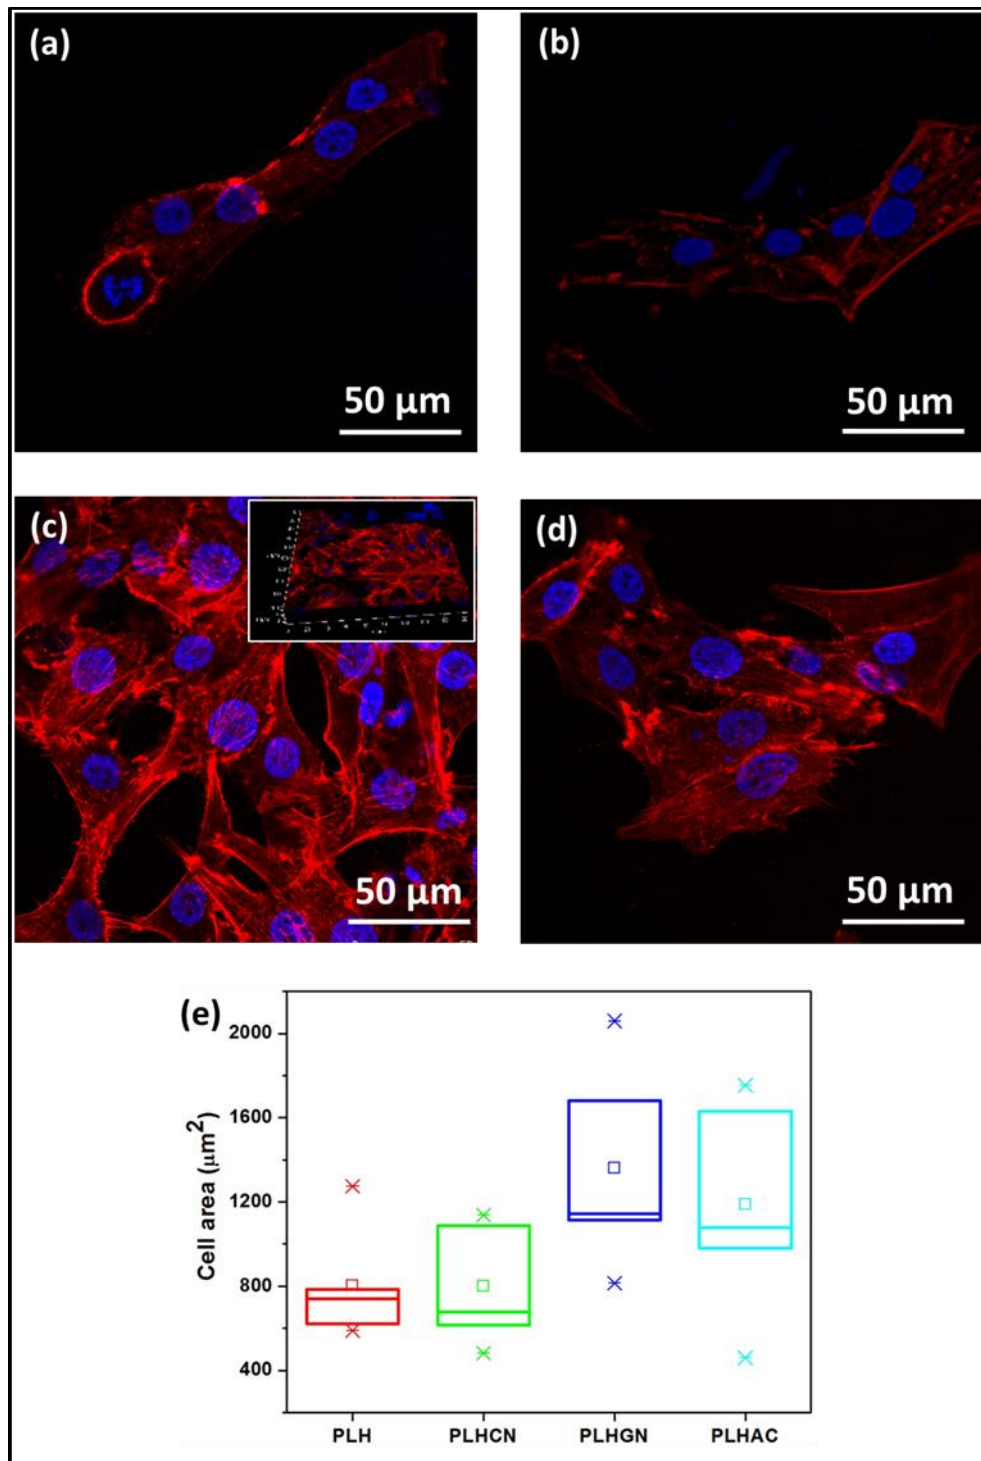 (a)
50 μm
(b)
50 μm
(c)
50 μm
(d)
50 μm
(e)
2000
1600
1200
800
400
Cell area (μm²)
PLH PLHCN PLHGN PLHAC